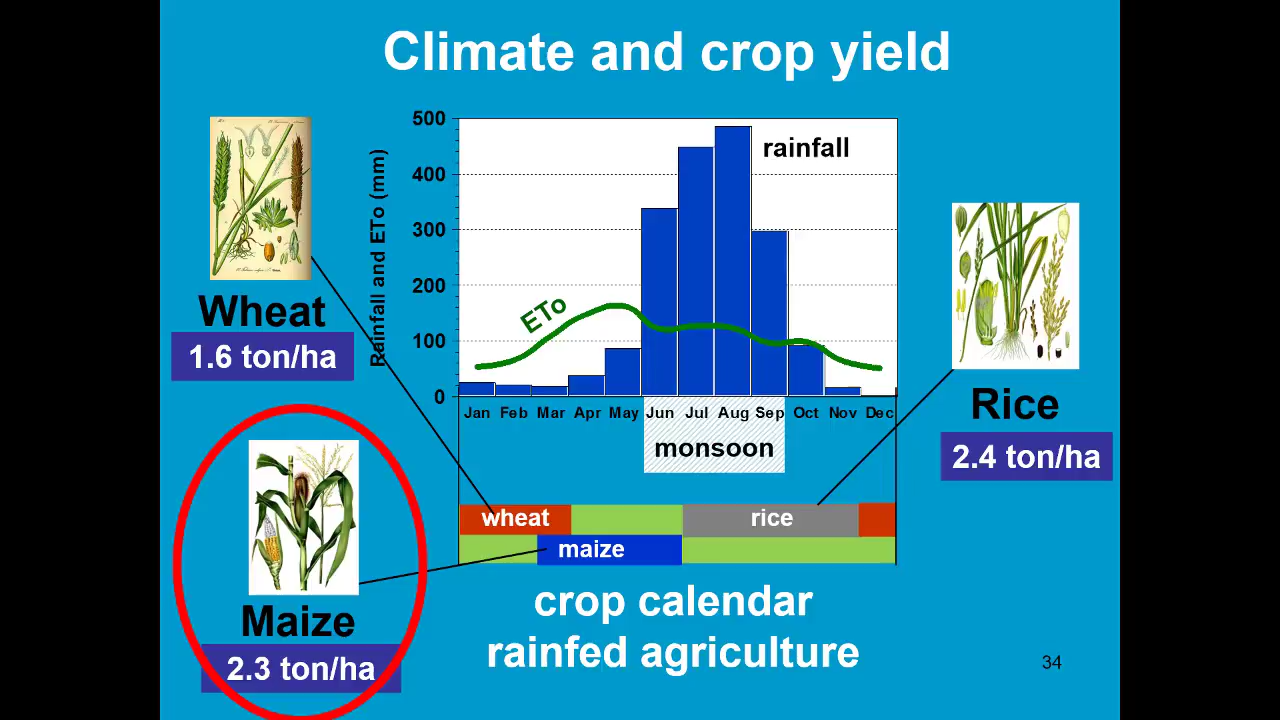 Climate and crop yield
Rainfall and ETo (mm)
500
400
300
200
100
0
rainfall
ETo
Jan Feb Mar Apr May Jun Jul Aug Sep Oct Nov Dec
monsoon
Wheat
1.6 ton/ha
Rice
2.4 ton/ha
wheat
rice
maize
Maize
2.3 ton/ha
crop calendar
rainfed agriculture
34